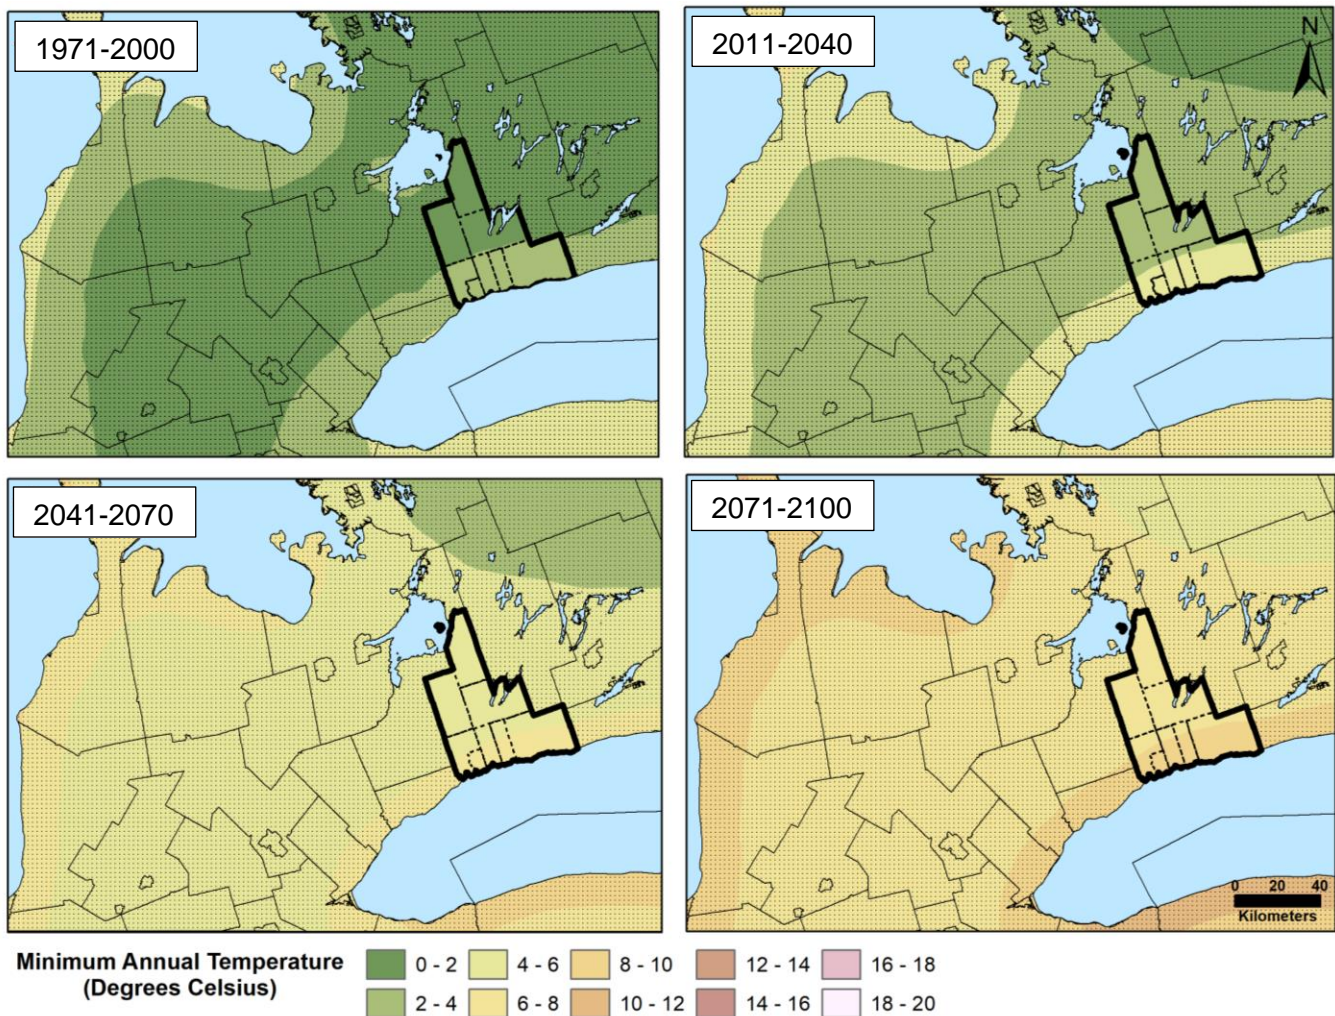 1971-2000
2011-2040
N
2041-2070
2071-2100
0 20 40
Kilometers
Minimum Annual Temperature
(Degrees Celsius)
0 - 2
4 - 6
8 - 10
12 - 14
16 - 18
2 - 4
6 - 8
10 - 12
14 - 16
18 - 20